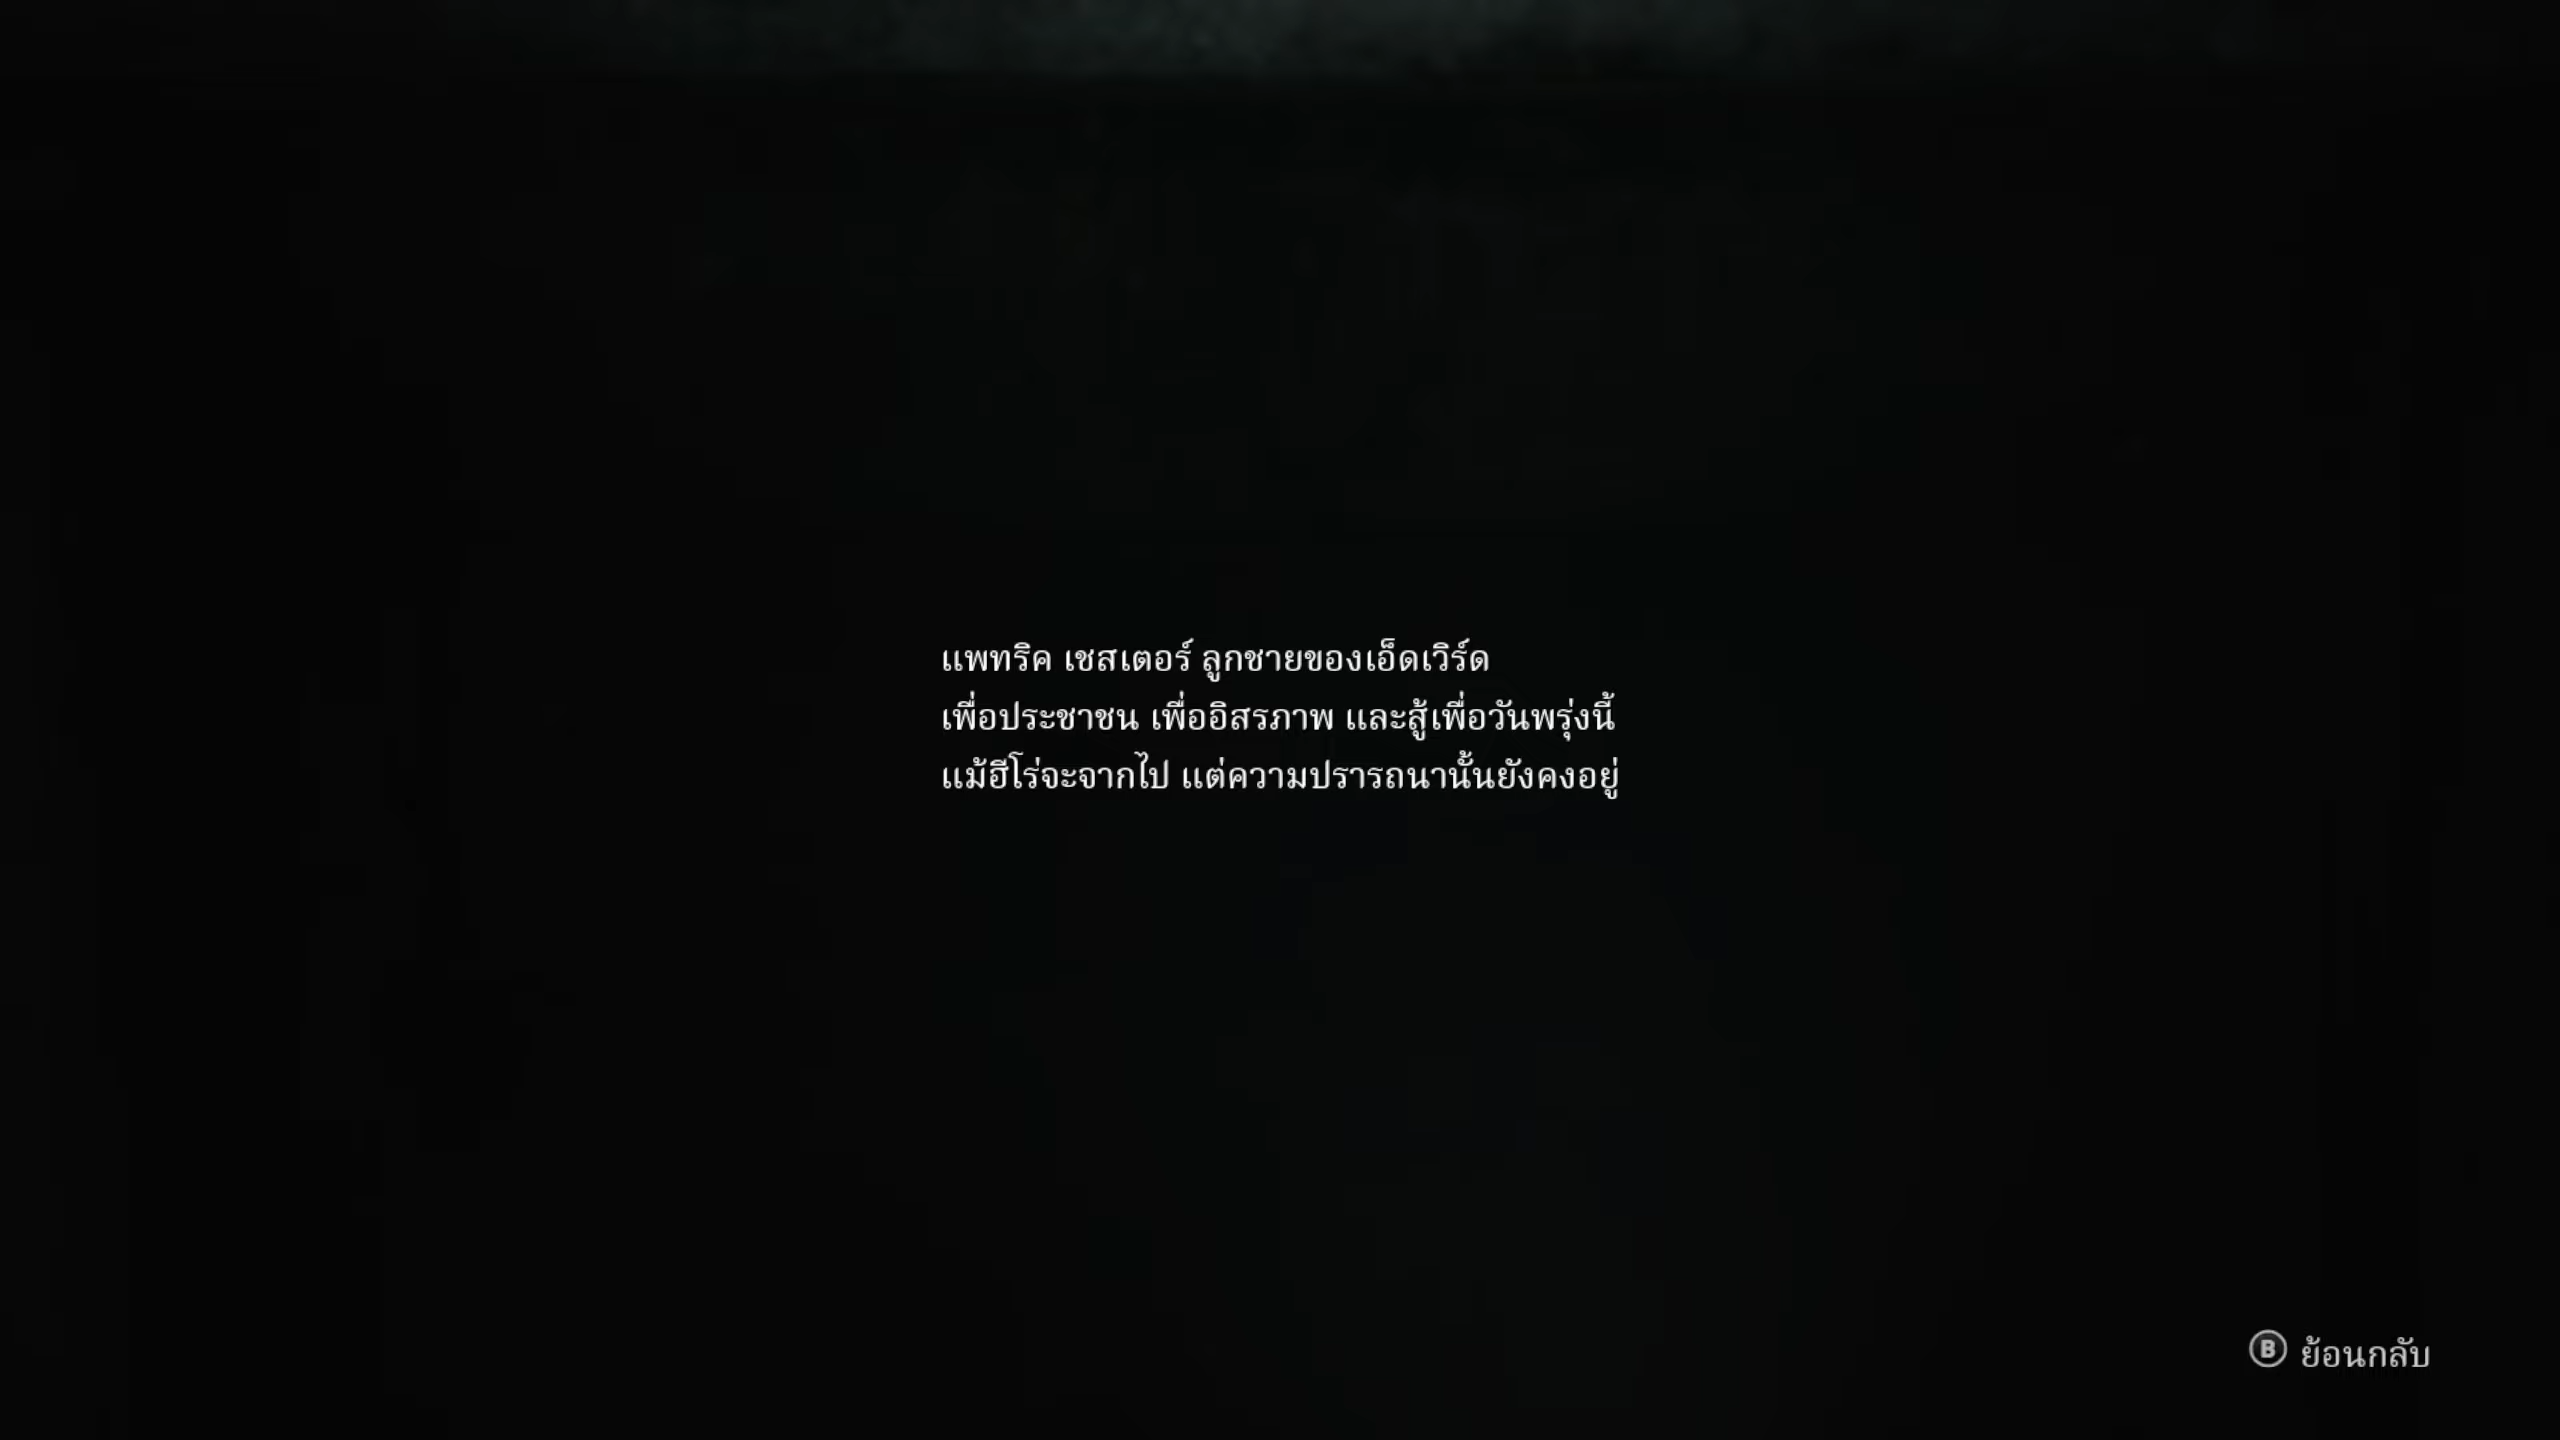 แพทริค เชสเตอร์ ลูกชายของเอ็ดเวิร์ด
เพื่อประชาชน เพื่ออิสรภาพ และสู้เพื่อวันพรุ่งนี้
แม้ฮีโร่จะจากไป แต่ความปรารถนานั้นยังคงอยู่
B ย้อนกลับ